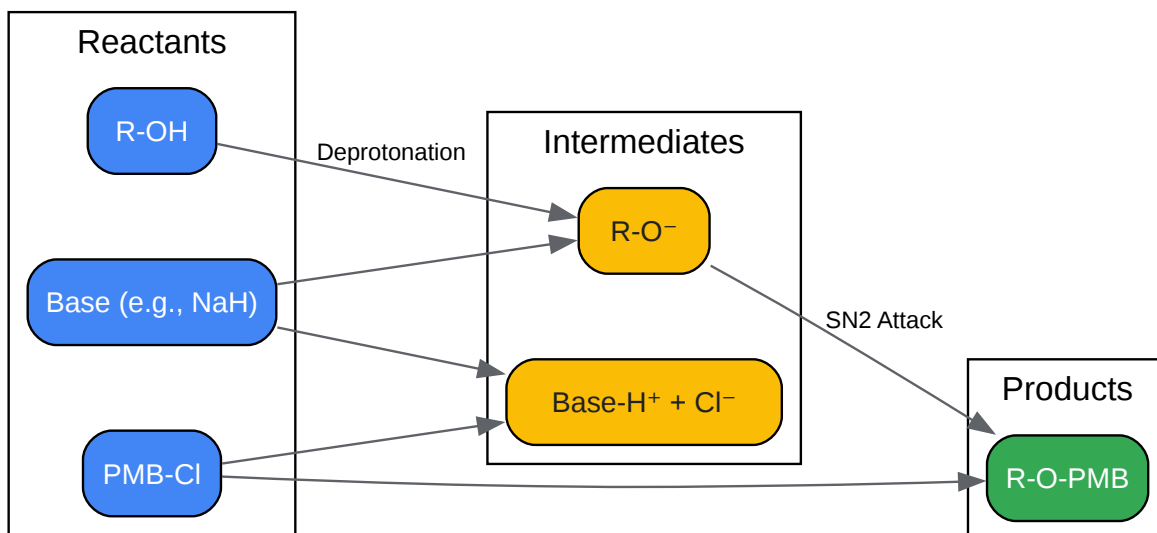 Reactants
R-OH
Deprotonation
Intermediates
R-O⁻
Base (e.g., NaH)
SN2 Attack
Base-H⁺ + Cl⁻
Products
PMB-Cl
R-O-PMB